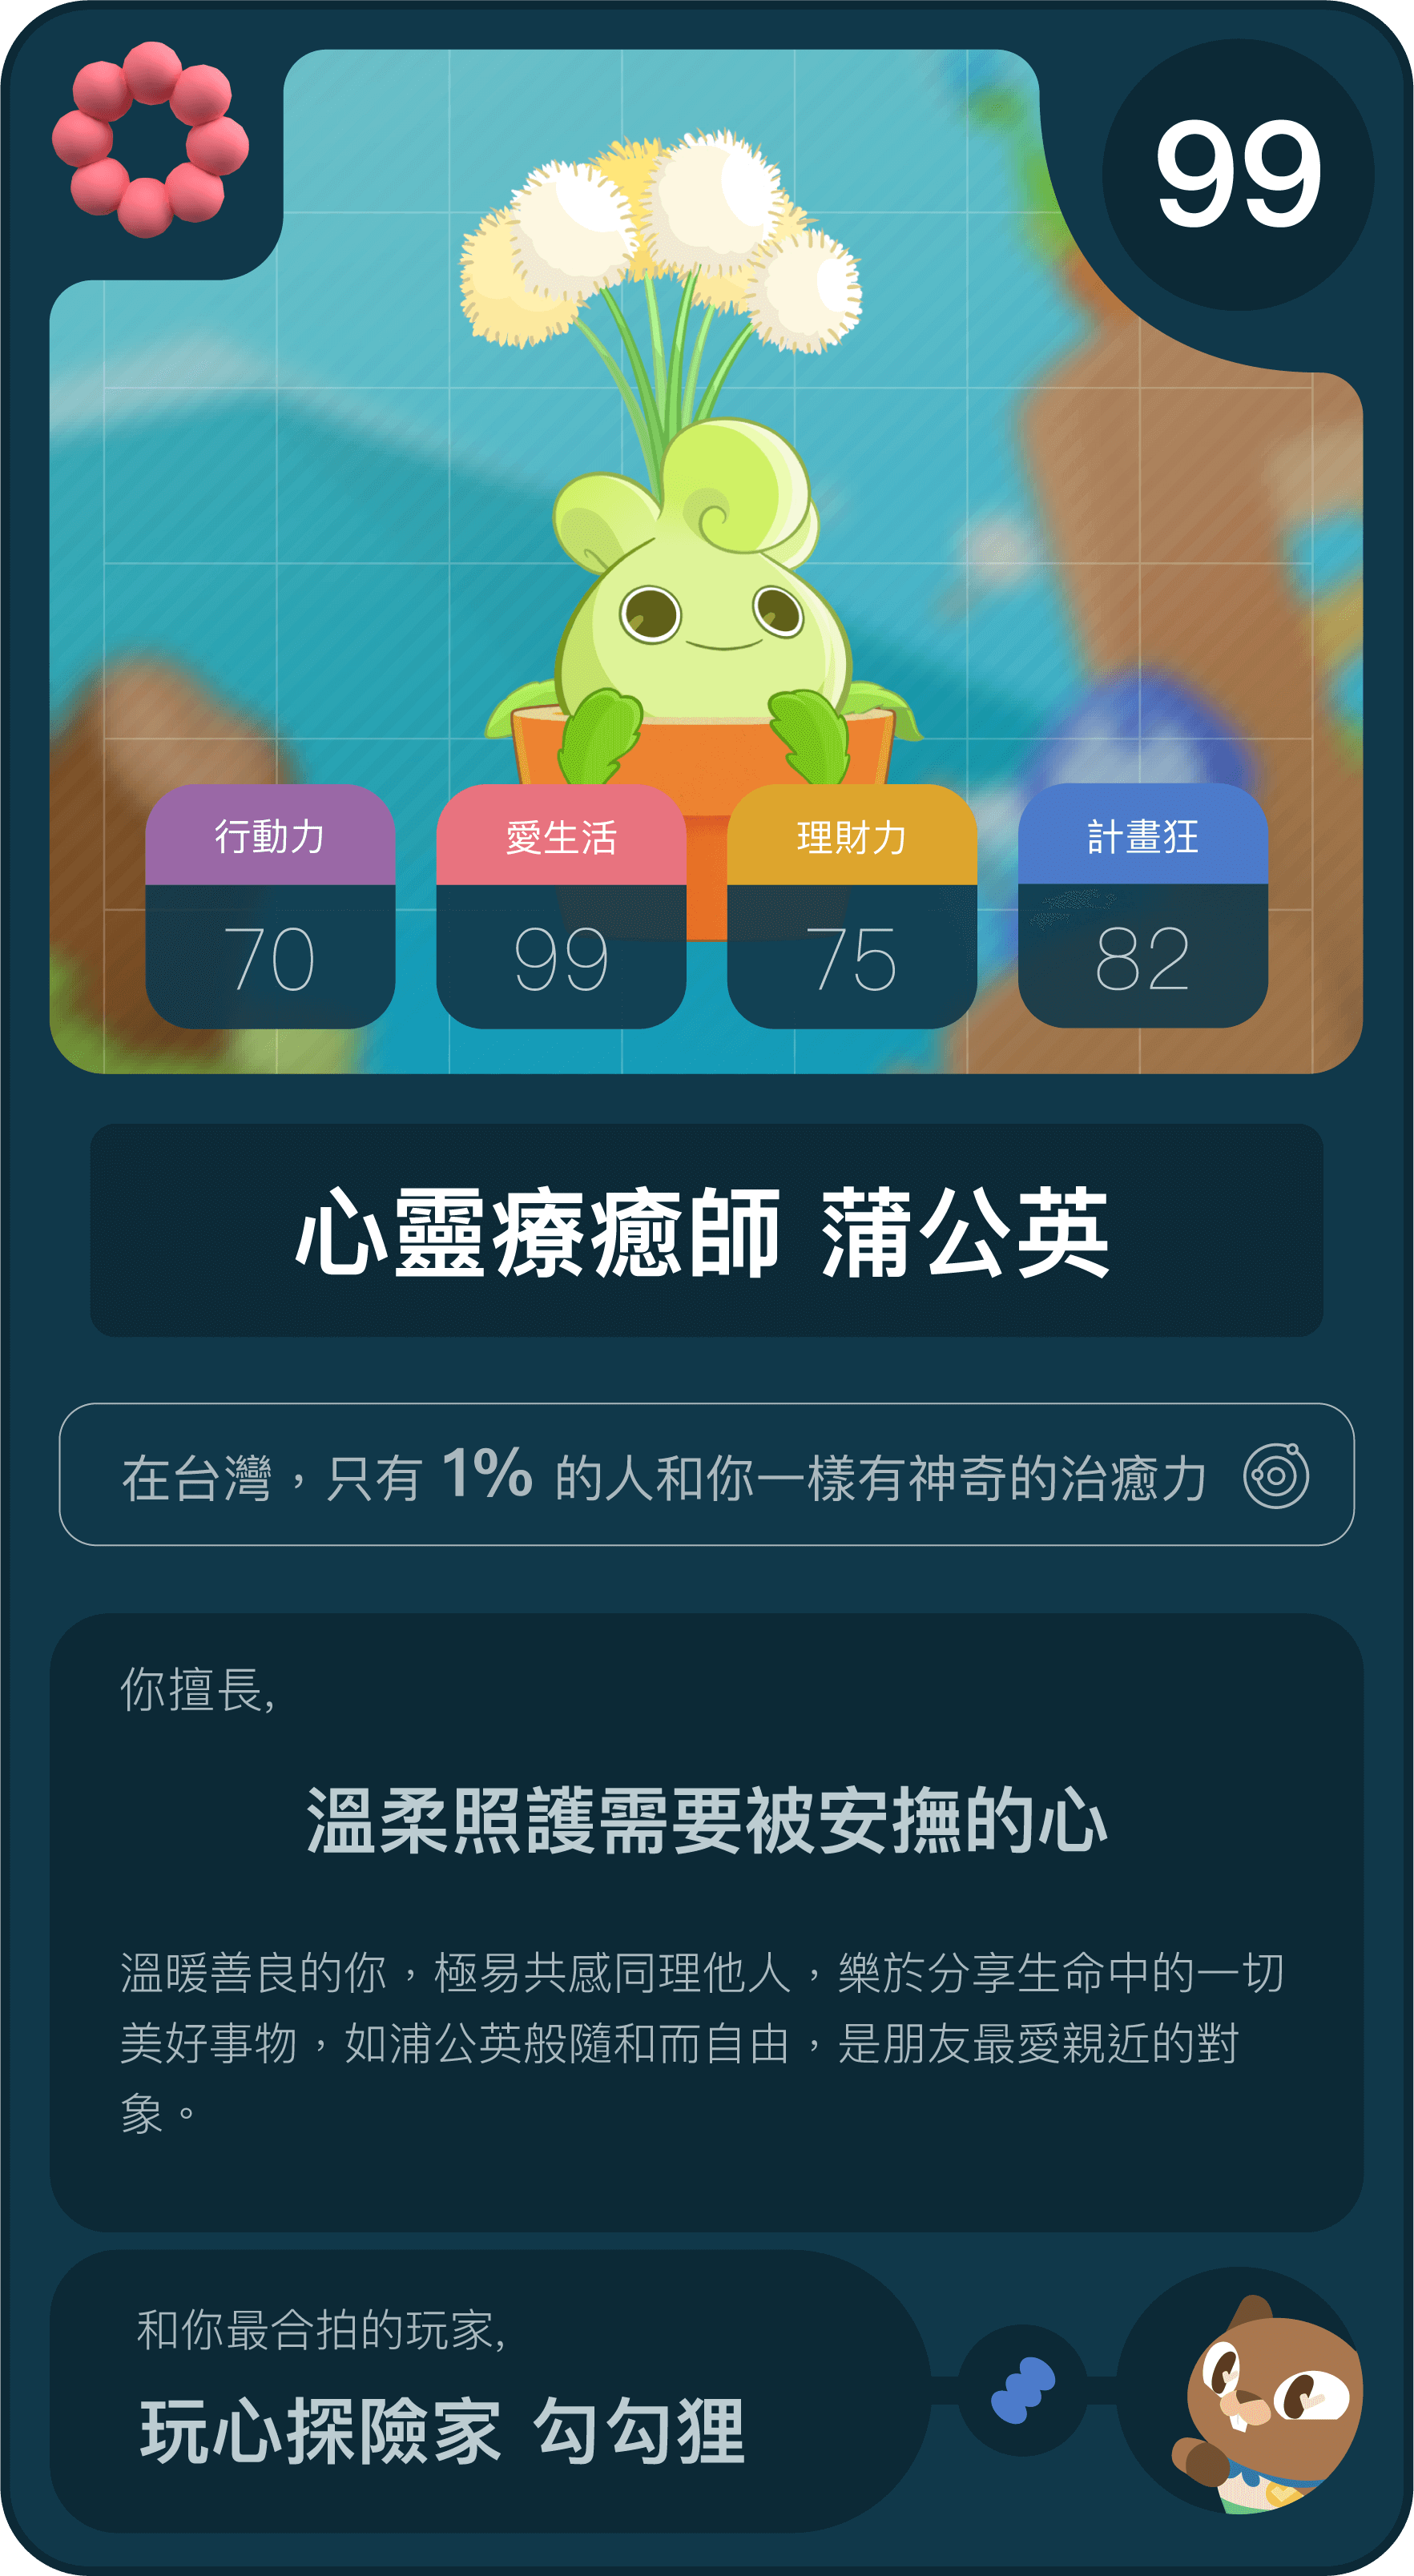 99
行動力
愛生活
理財力
計畫狂
70
99
75
82
心靈療癒師 蒲公英
在台灣，只有 1% 的人和你一樣有神奇的治癒力
你擅長,
溫柔照護需要被安撫的心
溫暖善良的你，極易共感同理他人，樂於分享生命中的一切
美好事物，如浦公英般隨和而自由，是朋友最愛親近的對
象。
和你最合拍的玩家,
玩心探險家 勾勾狸